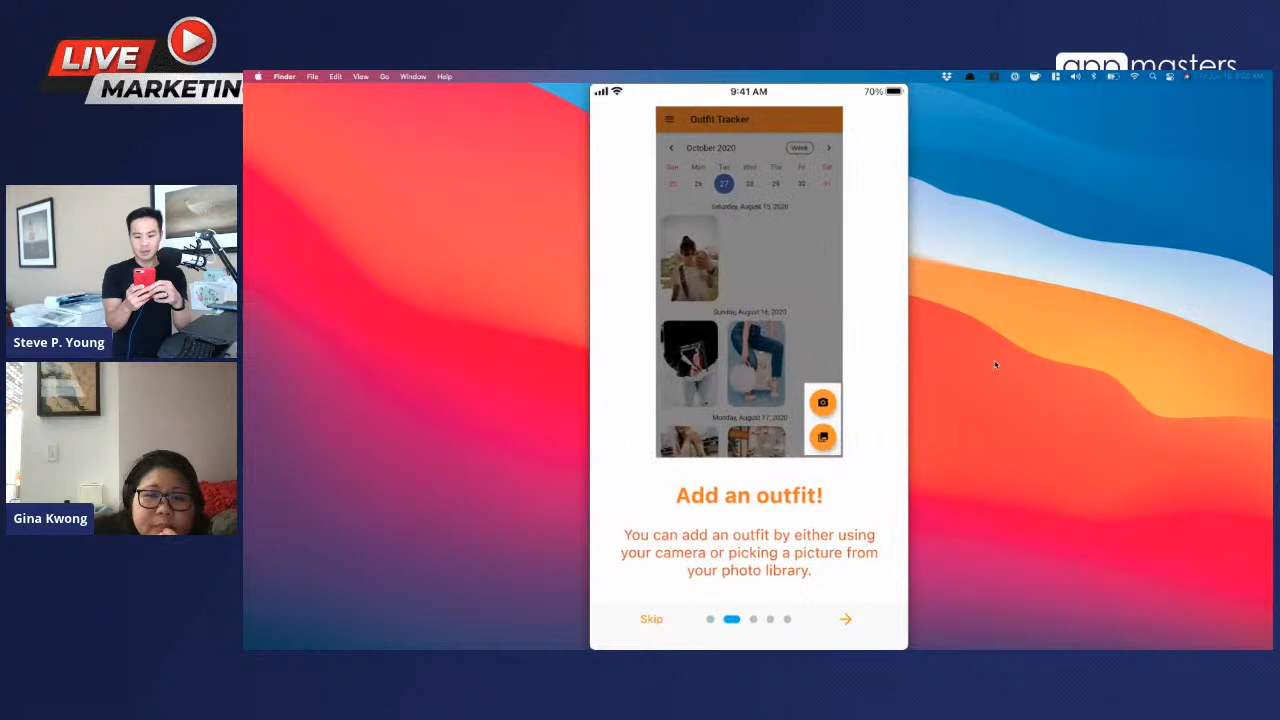 LIVE
MARKETIN
app masters
Finder File Edit View Go Window Help
9:41 AM
70%
Outfit Tracker
October 2020
Week
Sun Mon Tue Wed Thu Fri Sat
25 26 27 28 29 30 31
Saturday, August 15, 2020
Sunday, August 16, 2020
Monday, August 17, 2020
Add an outfit!
You can add an outfit by either using
your camera or picking a picture from
your photo library.
Skip
Steve P. Young
Gina Kwong